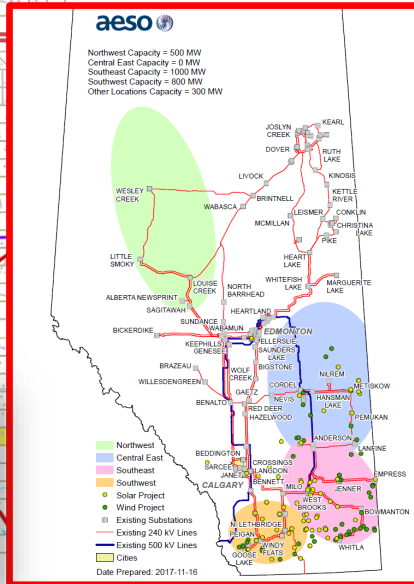 aeso
Northwest Capacity = 500 MW
Central East Capacity = 0 MW
Southeast Capacity = 1000 MW
Southwest Capacity = 800 MW
Other Locations Capacity = 300 MW
KEARL
JOSLYN
CREEK
DOVER
RUTH
LAKE
LIVOCK
KINOSIS
WESLEY
CREEK
BRINTNELL
KETTLE
RIVER
WABASCA
LEISMER
CONKLIN
MCMILLAN
CHRISTINA
LAKE
PIKE
HEART
LAKE
LITTLE
SMOKY
LOUISE
CREEK
WHITEFISH
LAKE
MARGUERITE
LAKE
NORTH
BARRHEAD
ALBERTA NEWSPRINT
SAGITAWAH
HEARTLAND
SUNDANCE
WABAMUN
EDMONTON
BICKERDIKE
KEEPHILLS
GENESEE
ELLERSLIE
SAUNDERS
LAKE
BIGSTONE
BRAZEAU
WOLF
CREEK
NILREM
WILLESDENGREEN
CORDEL
METISKOW
GAETZ
NEVIS
HANSMAN
LAKE
BENALTO
RED DEER
HAZELWOOD
PEMUKAN
ANDERSON
ANFINE
BEDDINGTON
CROSSINGS
SARCEE
LANGDON
EMPRESS
JANET
BENNETT
MILO
JENNER
CALGARY
WEST
BROOKS
BOWMANTON
N LETHBRIDGE
PEIGAN
WINDY
FLATS
GOOSE
LAKE
WHITLA
Northwest
Central East
Southeast
Southwest
Solar Project
Wind Project
Existing Substations
Existing 240 kV Lines
Existing 500 kV Lines
Cities
Date Prepared: 2017-11-16